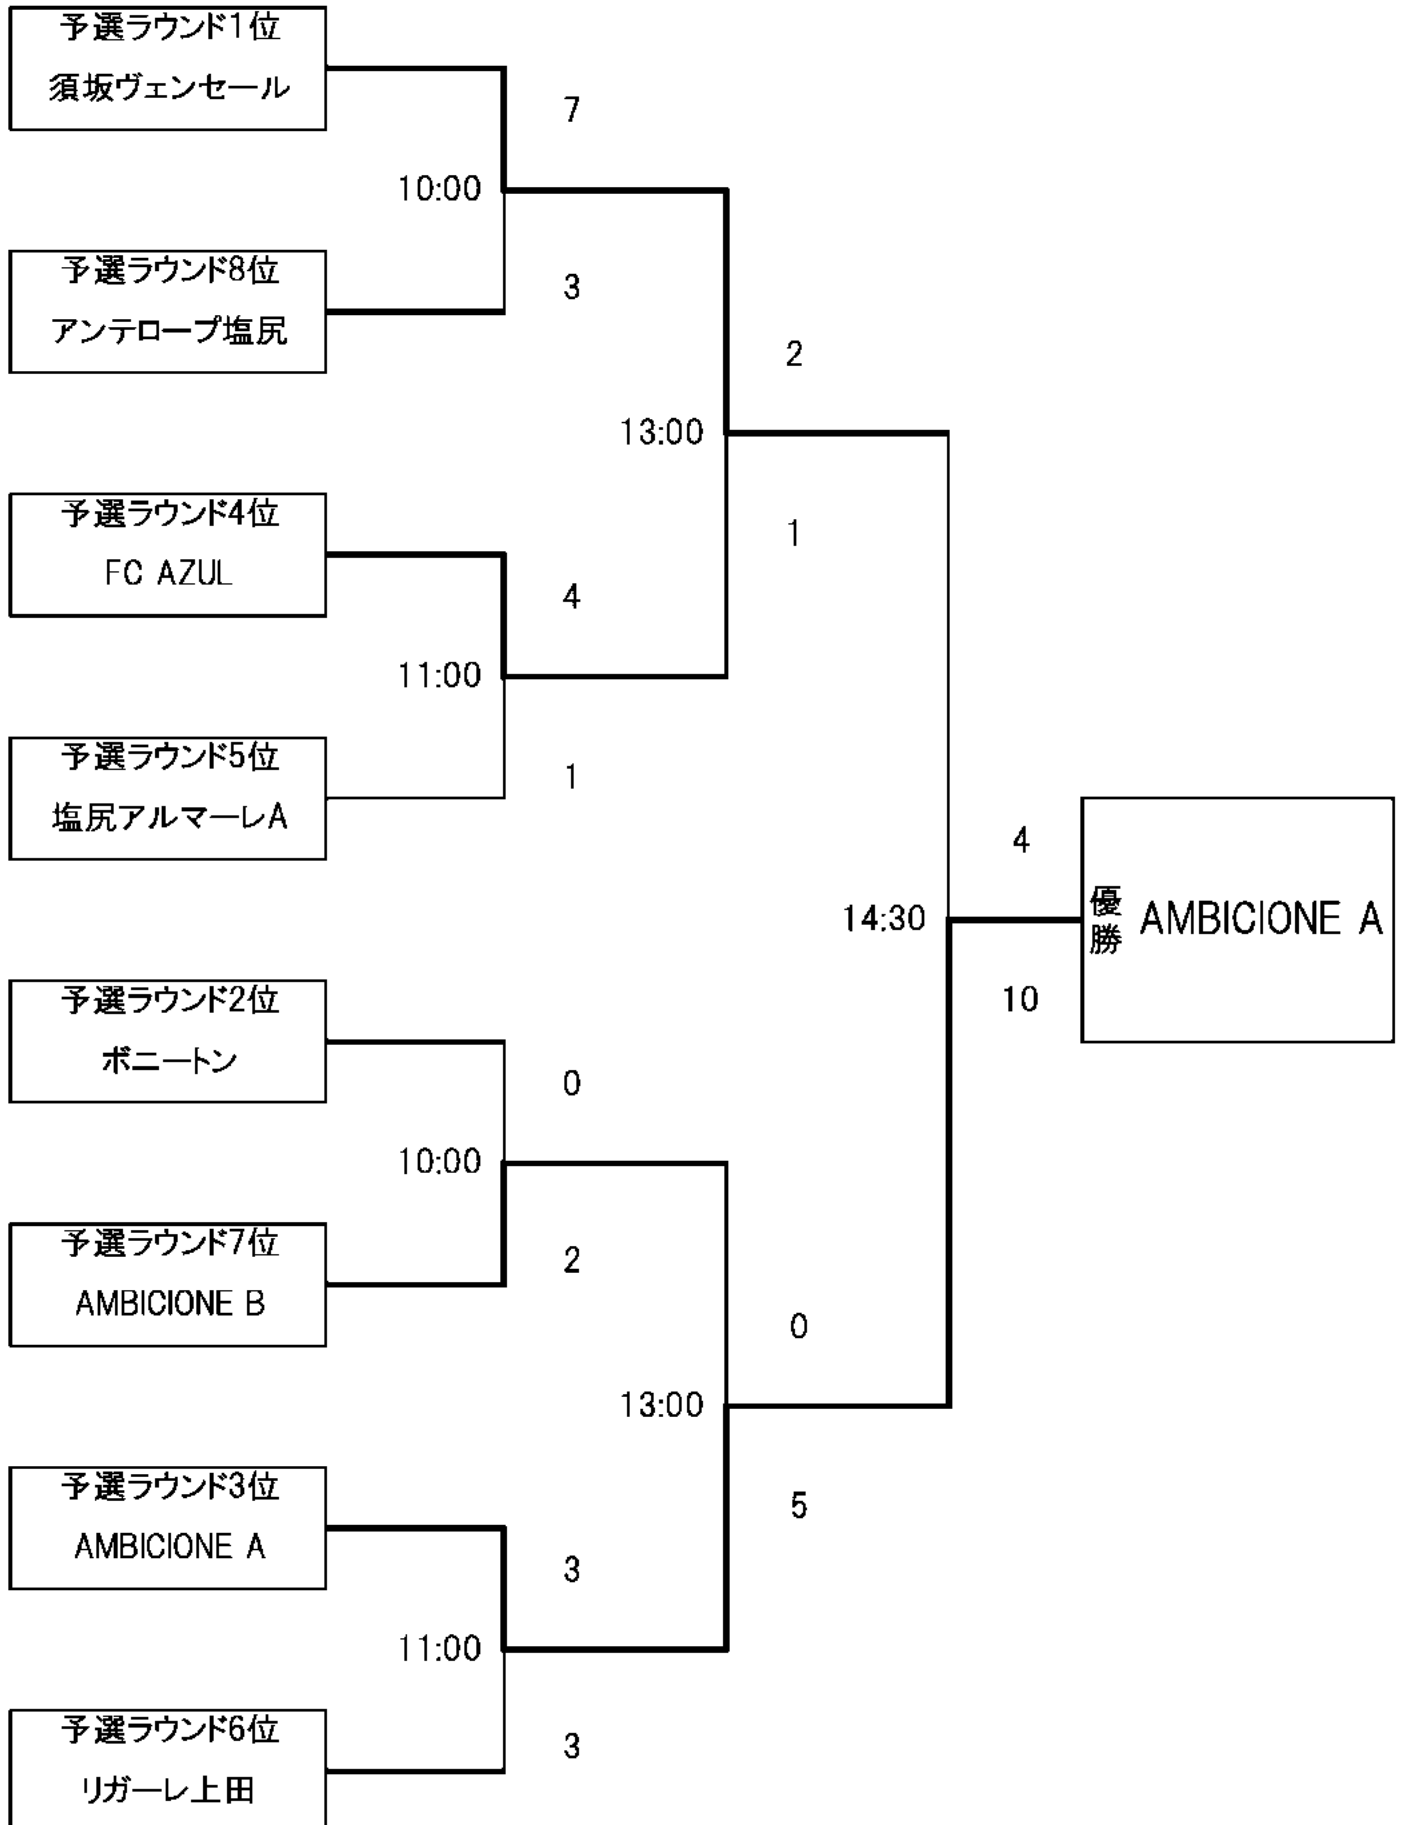 予選ラウンド1位
須坂ヴェンセール
7
10:00
予選ラウンド8位
アンテロープ塩尻
3
2
13:00
予選ラウンド4位
FC AZUL
1
4
11:00
予選ラウンド5位
塩尻アルマーレA
1
4
優勝 AMBICIONE A
14:30
10
予選ラウンド2位
ボニートン
0
10:00
予選ラウンド7位
AMBICIONE B
2
0
13:00
予選ラウンド3位
AMBICIONE A
5
3
11:00
予選ラウンド6位
リガーレ上田
3